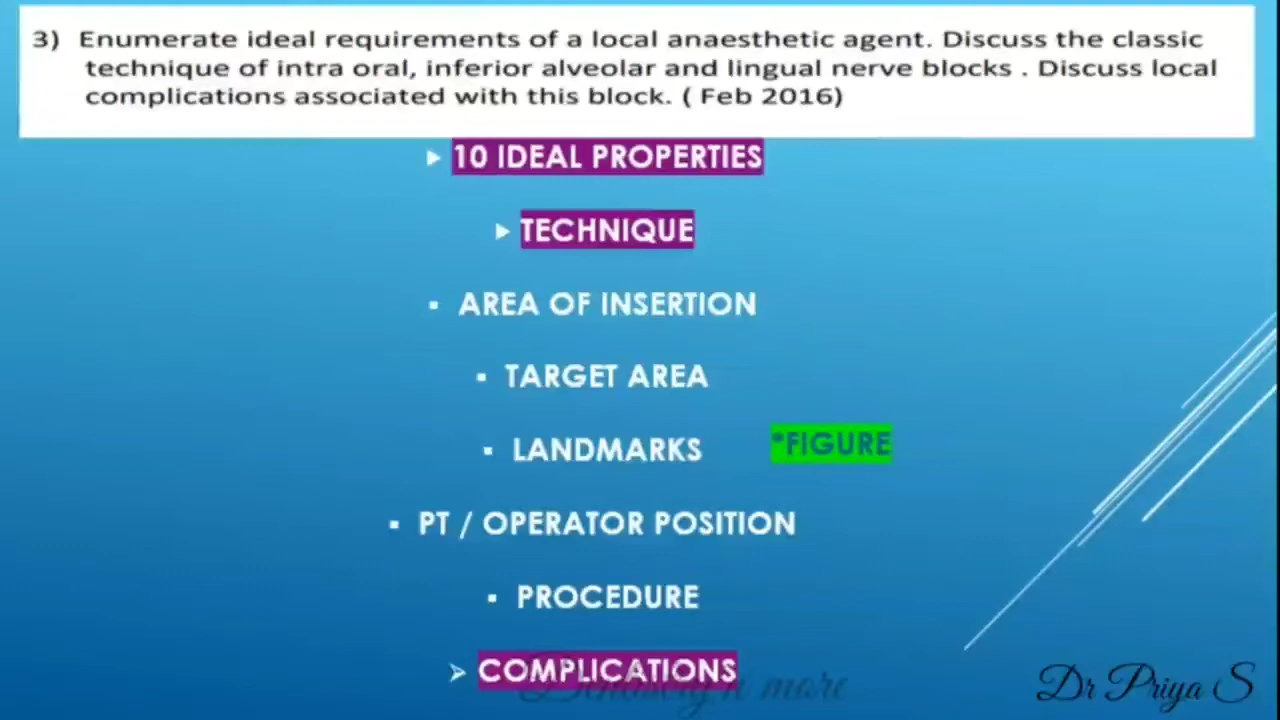 3) Enumerate ideal requirements of a local anaesthetic agent. Discuss the classic
technique of intra oral, inferior alveolar and lingual nerve blocks . Discuss local
complications associated with this block. ( Feb 2016)
10 IDEAL PROPERTIES
TECHNIQUE
AREA OF INSERTION
TARGET AREA
LANDMARKS *FIGURE
PT / OPERATOR POSITION
PROCEDURE
COMPLICATIONS
Dentistry n more
Dr Priya S